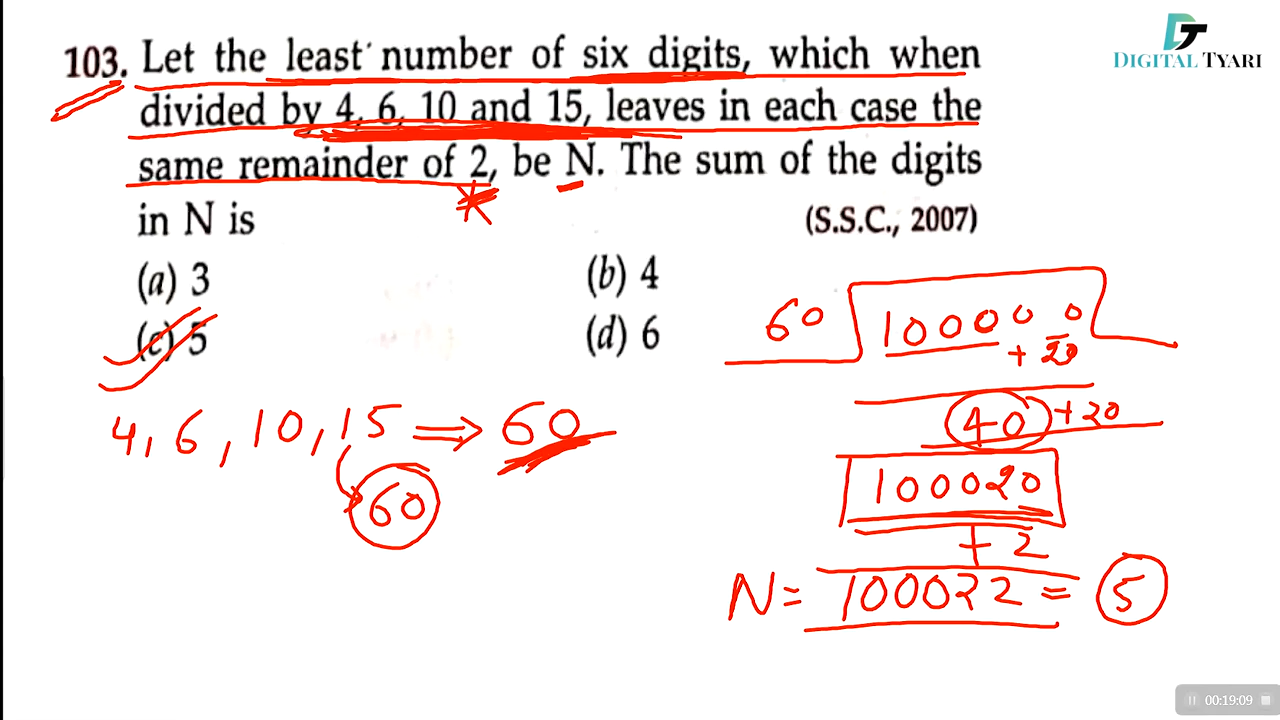 DT
DIGITAL TYARI
103. Let the least number of six digits, which when
divided by 4, 6, 10 and 15, leaves in each case the
same remainder of 2, be N. The sum of the digits
in N is
(S.S.C., 2007)
(a) 3
(b) 4
(c) 5
(d) 6
4, 6, 10, 15 ⇒ 60
60
60 100000
+ 20
40 +20
100020
+ 2
N = 100022 = 5
00:19:09